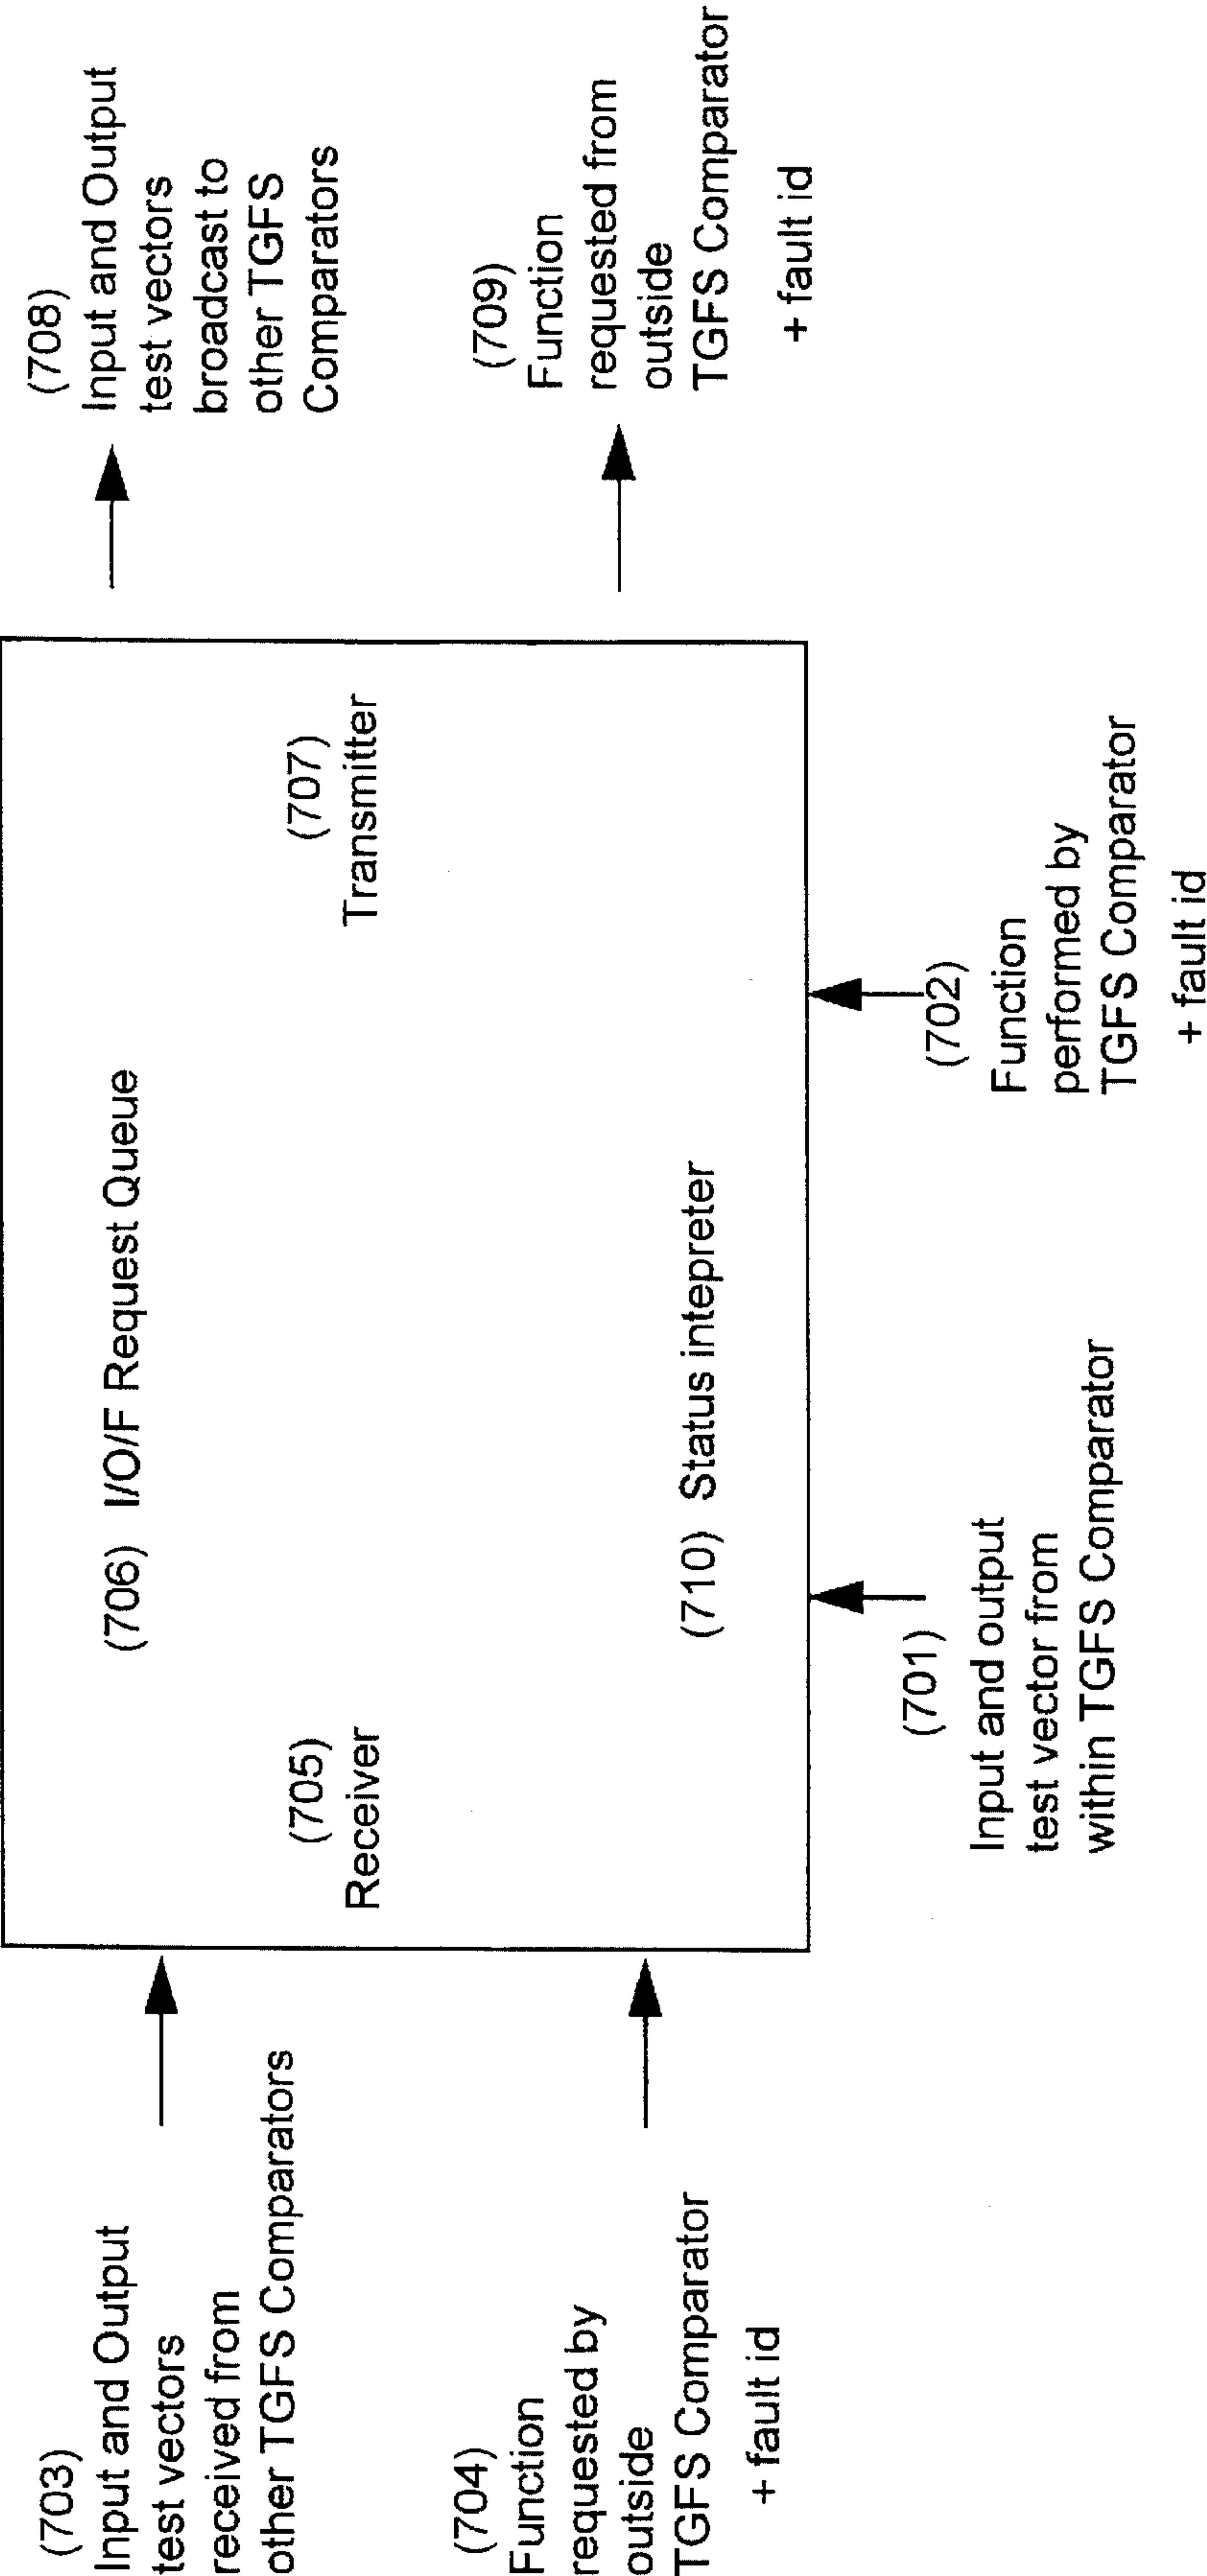 (703)
Input and Output
test vectors
received from
other TGFS Comparators
(704)
Function
requested by
outside
TGFS Comparator
+ fault id
(706) I/O/F Request Queue
(705)
Receiver
(707)
Transmitter
(710) Status intepreter
(708)
Input and Output
test vectors
broadcast to
other TGFS
Comparators
(709)
Function
requested from
outside
TGFS Comparator
+ fault id
(701)
Input and output
test vector from
within TGFS Comparator
(702)
Function
performed by
TGFS Comparator
+ fault id